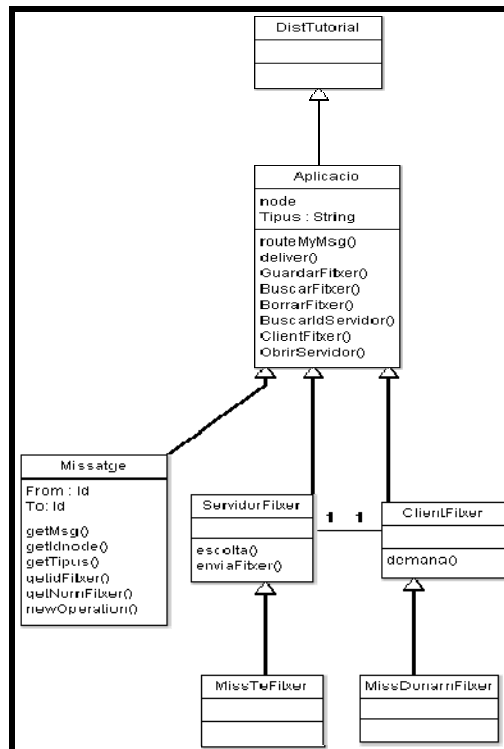 DistTutorial
Aplicacio
node
Tipus : String
routeMyMsg()
deliver()
GuardarFitxer()
BuscarFitxer()
BorrarFitxer()
BuscarIdServidor()
ClientFitxer()
ObrirServidor()
Missatge
From : Id
To: Id
getMsg()
getIdnode()
getTipus()
getidFitxer()
getNomFitxer()
newOperation()
ServidorFitxer
escolta()
enviaFitxer()
1 1
ClientFitxer
demana()
MissTeFitxer
MissDonamFitxer